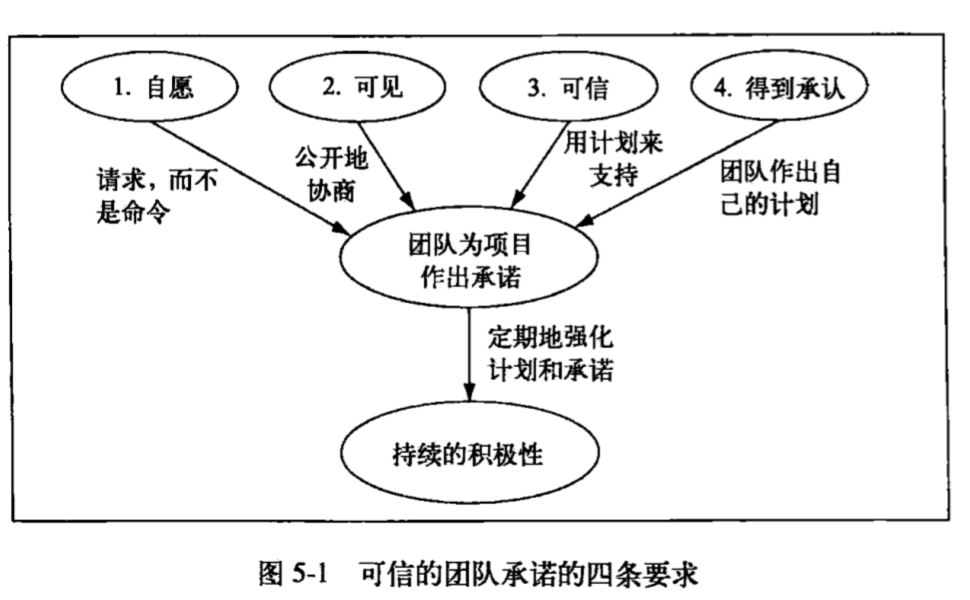 1. 自愿
2. 可见
3. 可信
4. 得到承认
请求，而不
是命令
公开地
协商
用计划来
支持
团队作出自
己的计划
团队为项目
作出承诺
定期地强化
计划和承诺
持续的积极性
图 5-1 可信的团队承诺的四条要求